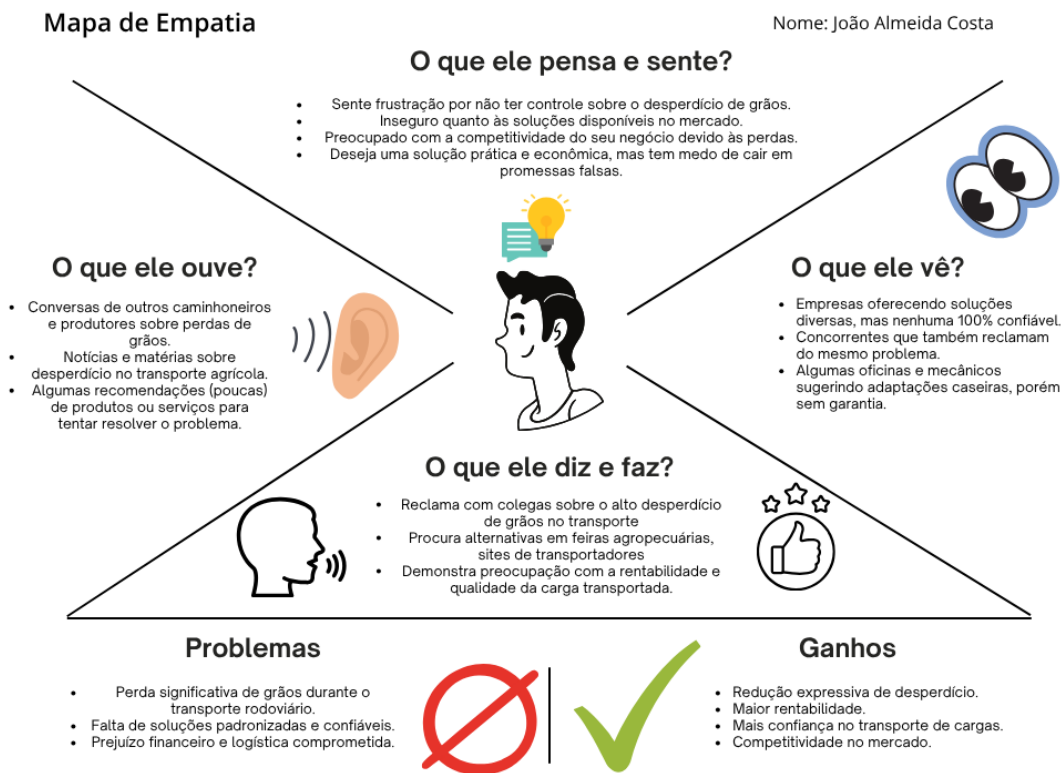 Mapa de Empatia
Nome: João Almeida Costa
O que ele pensa e sente?
• Sente frustração por não ter controle sobre o desperdício de grãos.
• Inseguro quanto às soluções disponíveis no mercado.
• Preocupado com a competitividade do seu negócio devido às perdas.
• Deseja uma solução prática e econômica, mas tem medo de cair em
promessas falsas.
O que ele ouve?
• Conversas de outros caminhoneiros
e produtores sobre perdas de
grãos.
• Notícias e matérias sobre
desperdício no transporte agrícola.
• Algumas recomendações (poucas)
de produtos ou serviços para
tentar resolver o problema.
O que ele vê?
• Empresas oferecendo soluções
diversas, mas nenhuma 100% confiável.
• Concorrentes que também reclamam
do mesmo problema.
• Algumas oficinas e mecânicos
sugerindo adaptações caseiras, porém
sem garantia.
O que ele diz e faz?
• Reclama com colegas sobre o alto desperdício
de grãos no transporte
• Procura alternativas em feiras agropecuárias,
sites de transportadores
• Demonstra preocupação com a rentabilidade e
qualidade da carga transportada.
Problemas
• Perda significativa de grãos durante o
transporte rodoviário.
• Falta de soluções padronizadas e confiáveis.
• Prejuízo financeiro e logística comprometida.
Ganhos
• Redução expressiva de desperdício.
• Maior rentabilidade.
• Mais confiança no transporte de cargas.
• Competitividade no mercado.